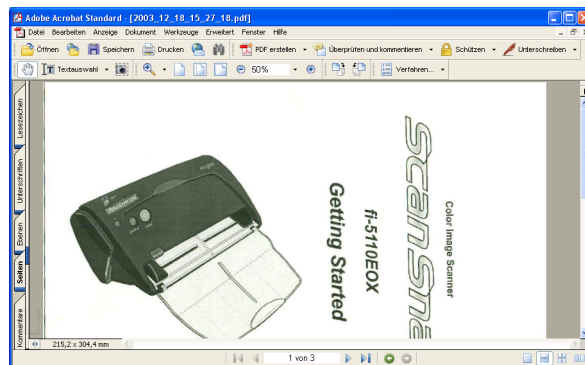 Adobe Acrobat Standard - [2003_12_18_15_27_18.pdf]
Datei Bearbeiten Anzeige Dokument Werkzeuge Erweitert Fenster Hilfe
Öffnen Speichern Drucken PDF erstellen Überprüfen und kommentieren Schützen Unterschreiben
Textauswahl 50% Verfahren...
Lesezeichen
Unterschriften
Ebenen
Seiten
Kommentare
Color Image Scanner
ScanSna
fi-5110EOX
Getting Started
215,2 x 304,4 mm
1 von 3